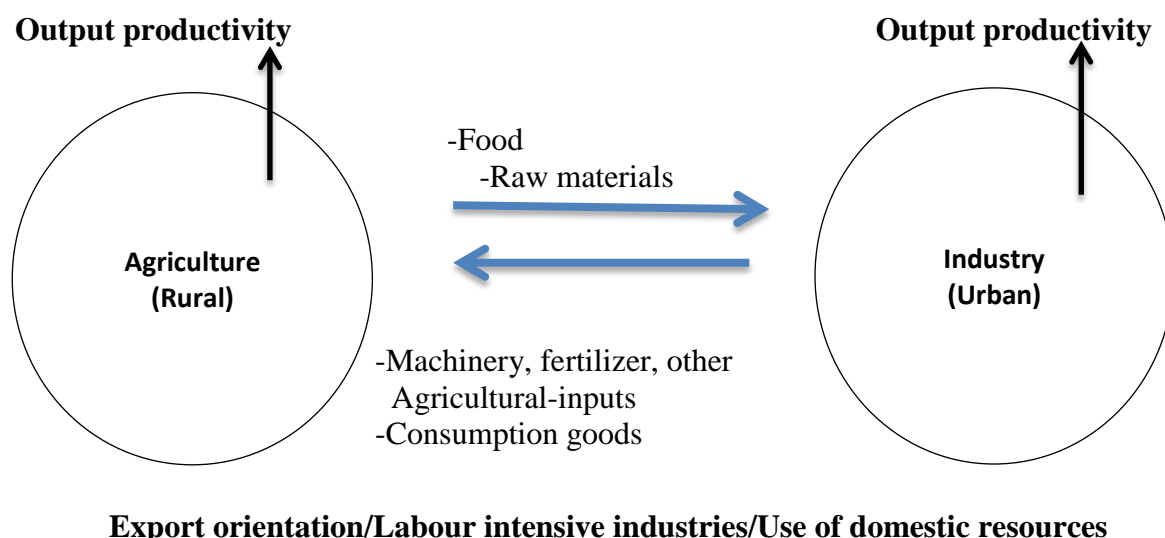 Output productivity
Output productivity
-Food
-Raw materials
Agriculture
(Rural)
Industry
(Urban)
-Machinery, fertilizer, other
Agricultural-inputs
-Consumption goods
Export orientation/Labour intensive industries/Use of domestic resources